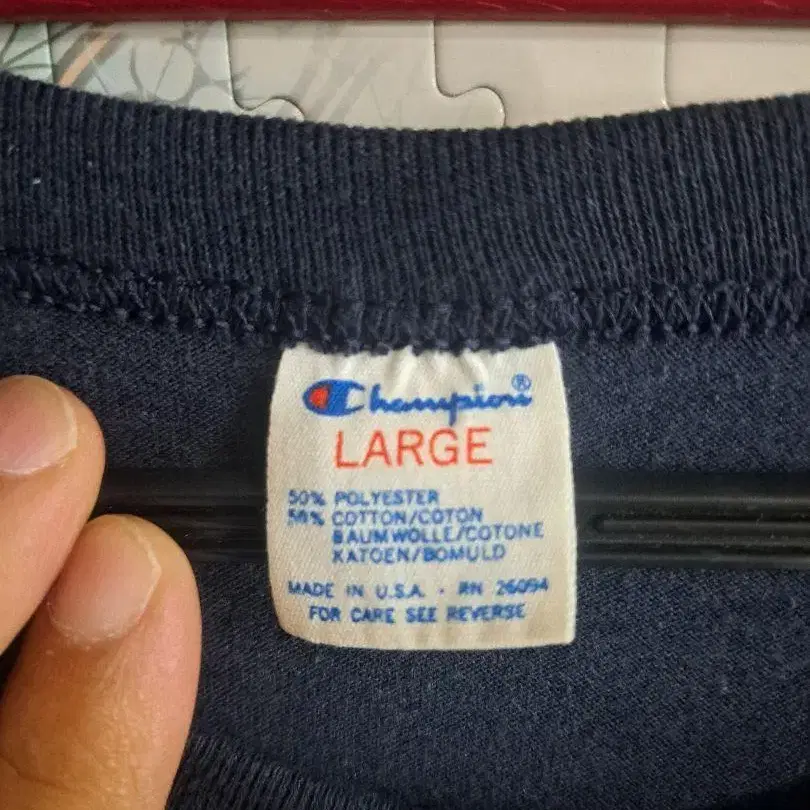 Champion®
LARGE
50% POLYESTER
50% COTTON/COTON
BAUMWOLLE/COTONE
KATOEN/BOMULD
MADE IN U.S.A. - RN 26094
FOR CARE SEE REVERSE